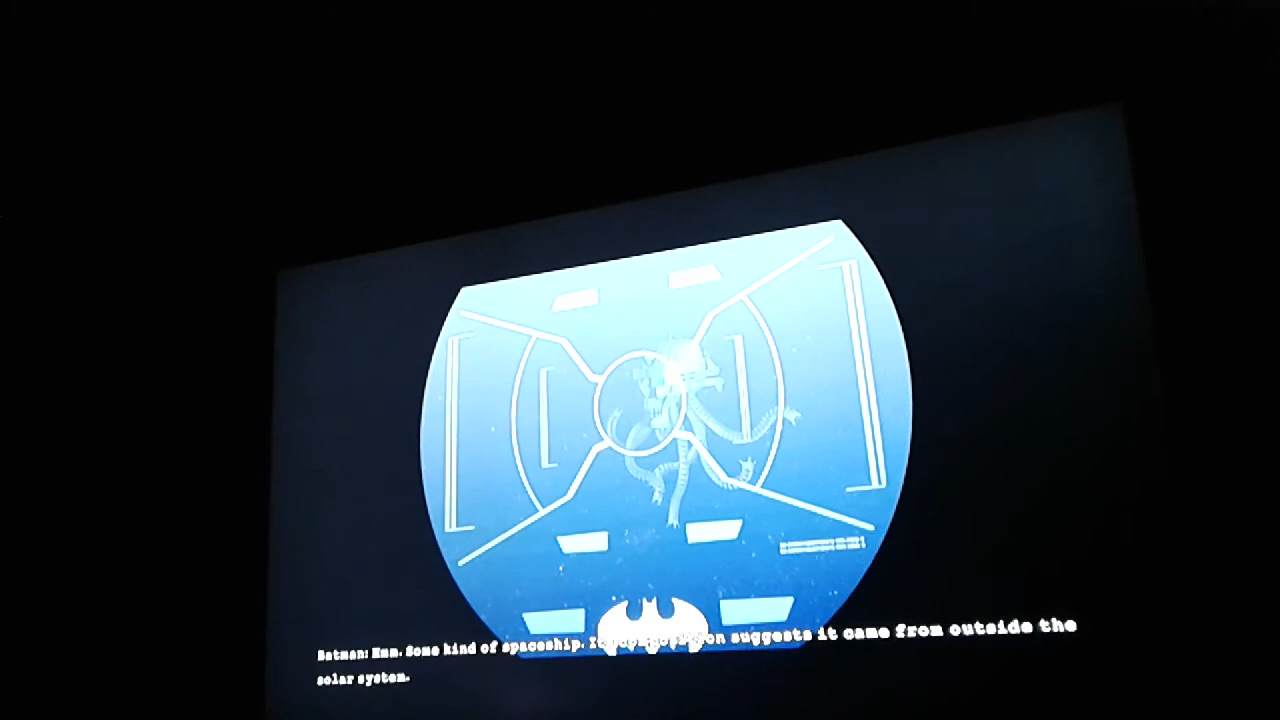 Batman: Hmm. Some kind of spaceship. suggests it came from outside the
solar system.